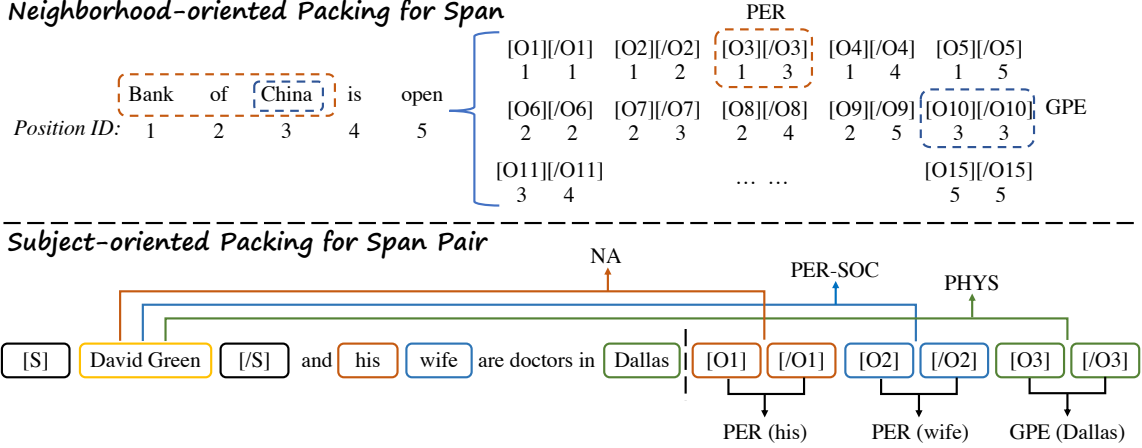 Neighborhood-oriented Packing for Span
PER
[O1][/O1] [O2][/O2] [O3][/O3] [O4][/O4] [O5][/O5]
1 1 1 2 1 3 1 4 1 5
Bank of China is open
[O6][/O6] [O7][/O7] [O8][/O8] [O9][/O9] [O10][/O10] GPE
Position ID: 1 2 3 4 5
2 2 2 3 2 4 2 5 3 3
[O11][/O11] … … [O15][/O15]
3 4 5 5
Subject-oriented Packing for Span Pair
NA
PER-SOC
PHYS
[S] David Green [/S] and his wife are doctors in Dallas [O1] [/O1] [O2] [/O2] [O3] [/O3]
PER (his) PER (wife) GPE (Dallas)